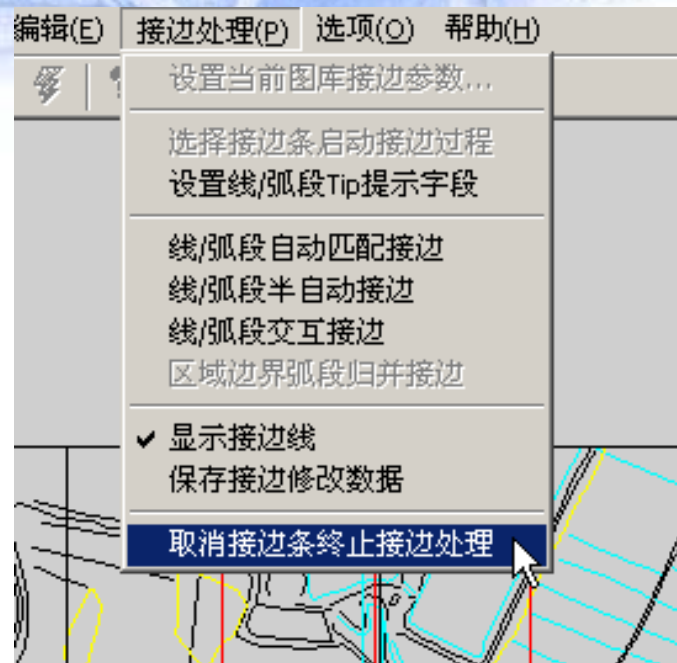 编辑(E) 接边处理(P) 选项(O) 帮助(H)
设置当前图库接边参数...
选择接边条启动接边过程
设置线/弧段Tip提示字段
线/弧段自动匹配接边
线/弧段半自动接边
线/弧段交互接边
区域边界弧段归并接边
显示接边线
保存接边修改数据
取消接边条终止接边处理